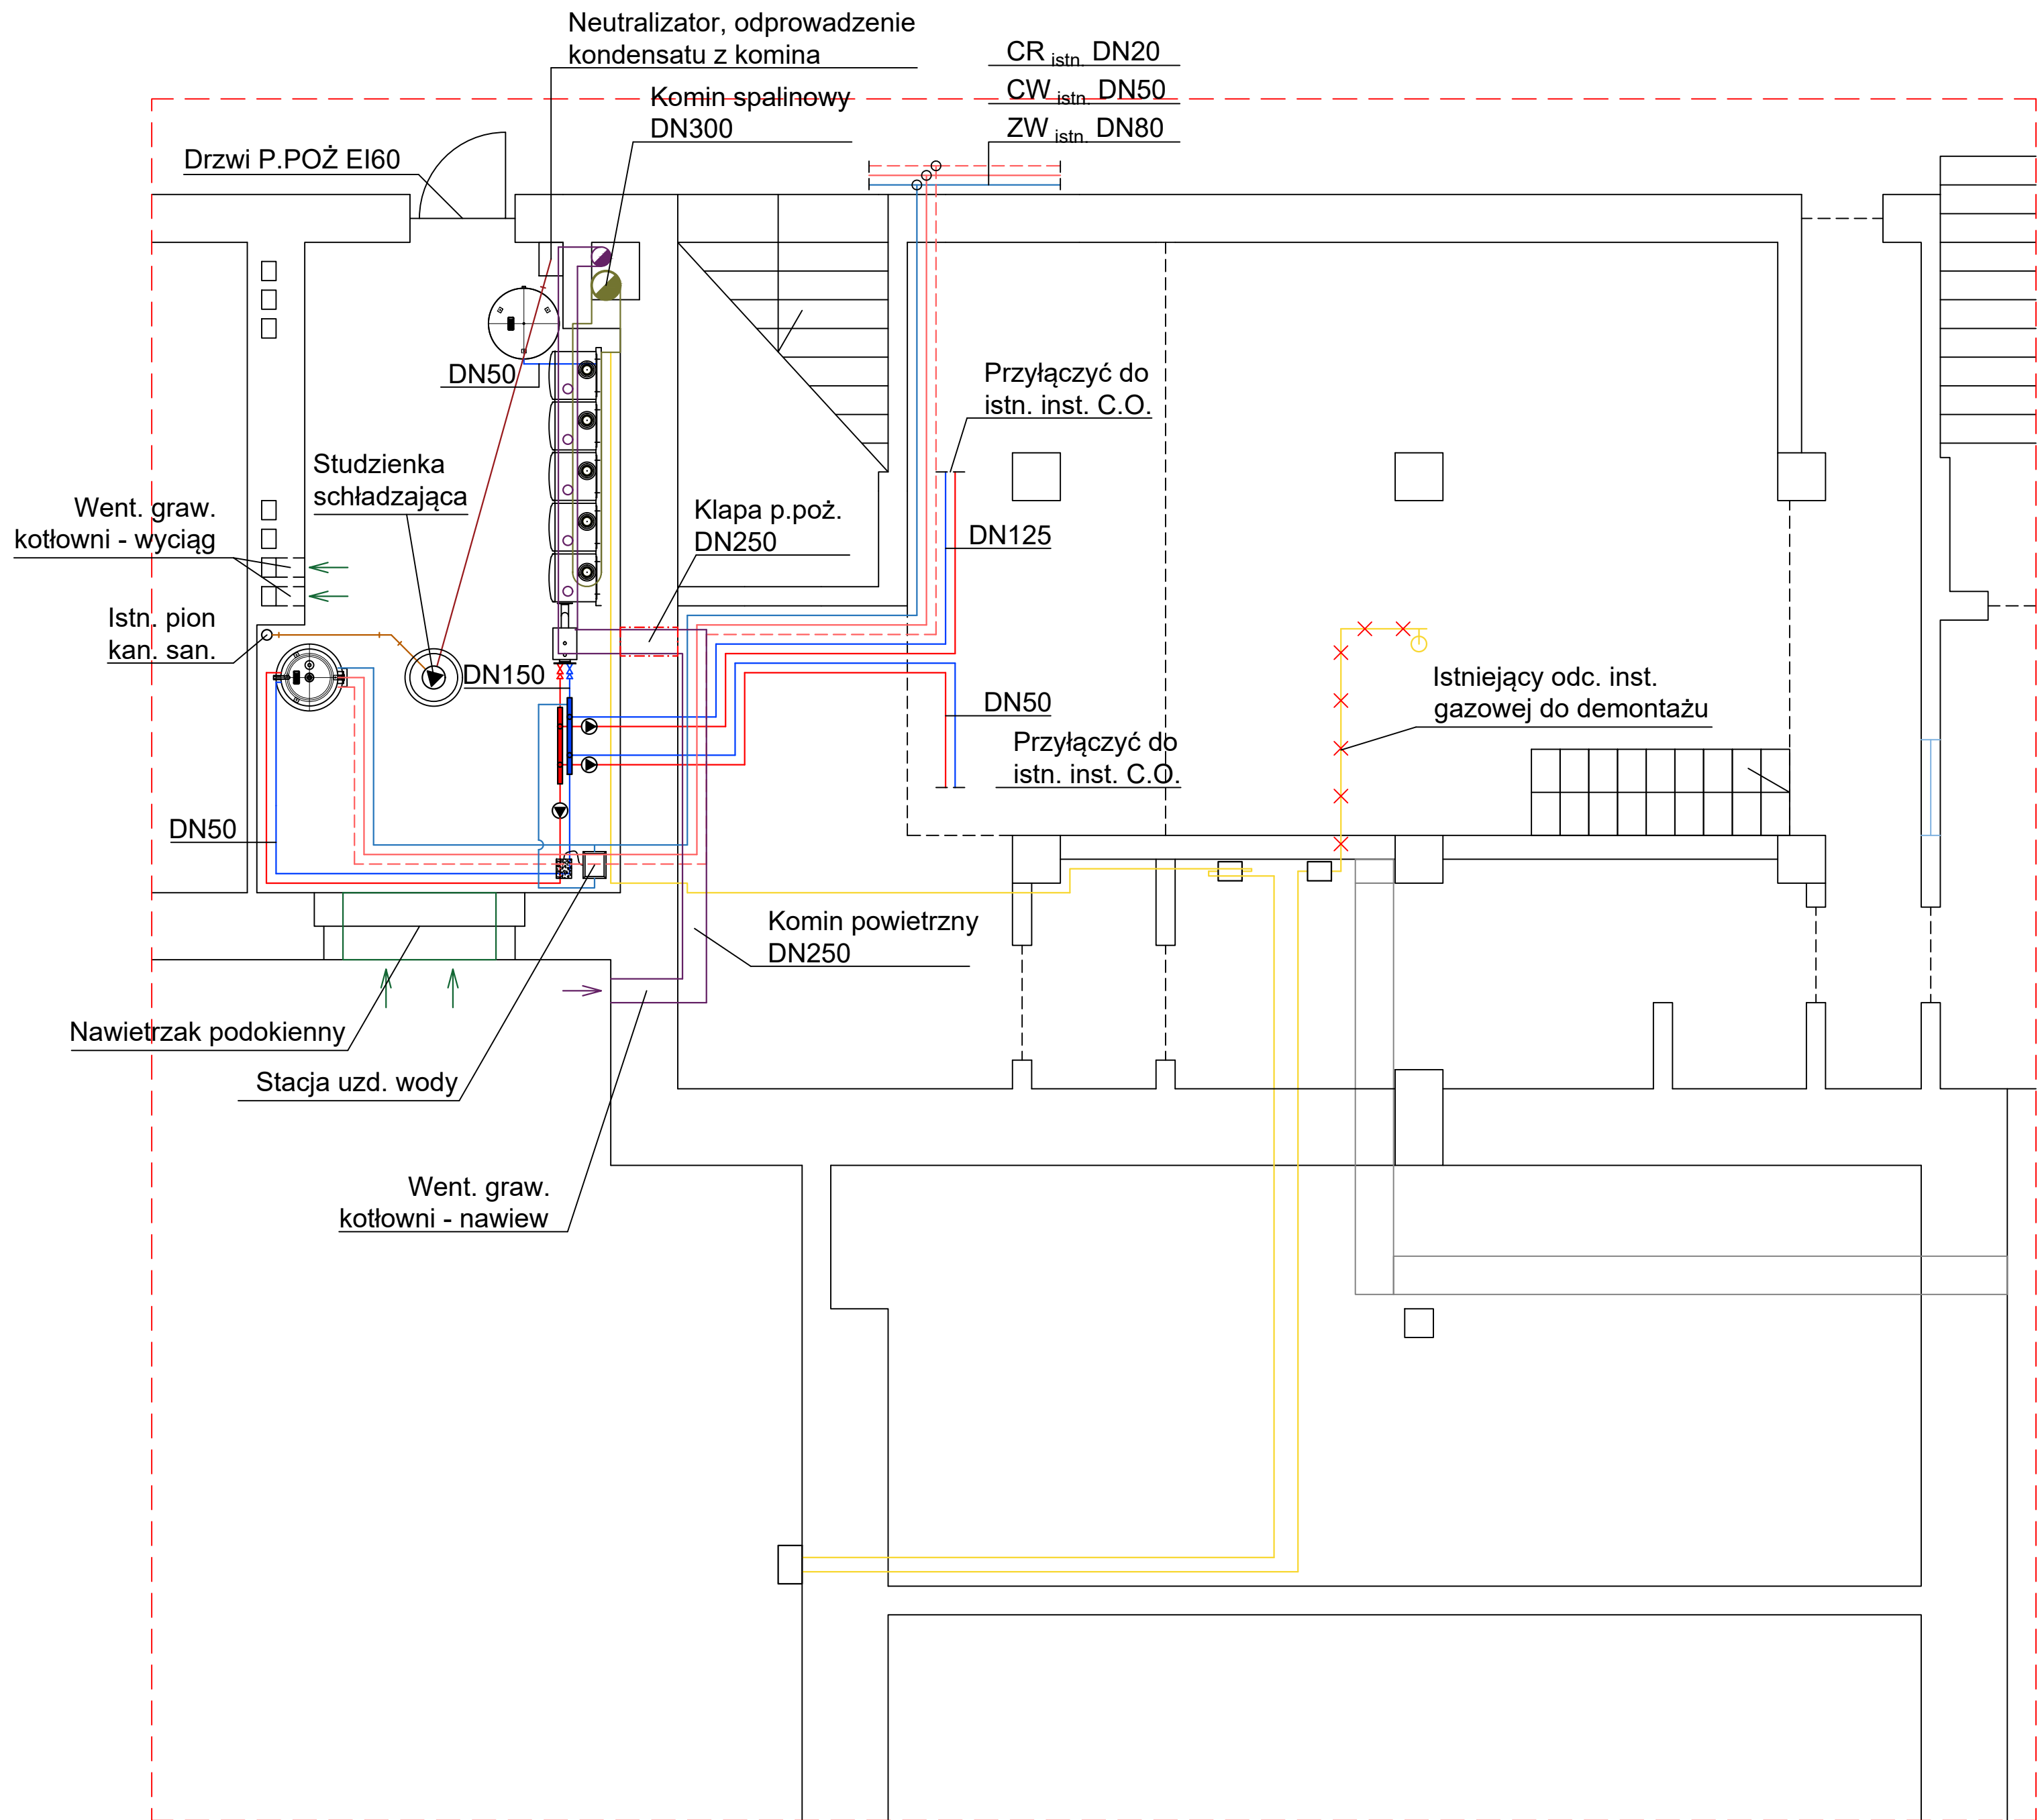 Neutralizator, odprowadzenie
kondensatu z komina
CR istn. DN20
CW istn. DN50
ZW istn. DN80
Komin spalinowy
DN300
Drzwi P.POŻ EI60
DN50
Przyłączyć do
istn. inst. C.O.
Studzienka
schładzająca
Went. graw.
kotłowni - wyciąg
Klapa p.poż.
DN250
DN125
Istn. pion
kan. san.
DN150
DN50
Istniejący odc. inst.
gazowej do demontażu
Przyłączyć do
istn. inst. C.O.
DN50
Komin powietrzny
DN250
Nawietrzak podokienny
Stacja uzd. wody
Went. graw.
kotłowni - nawiew